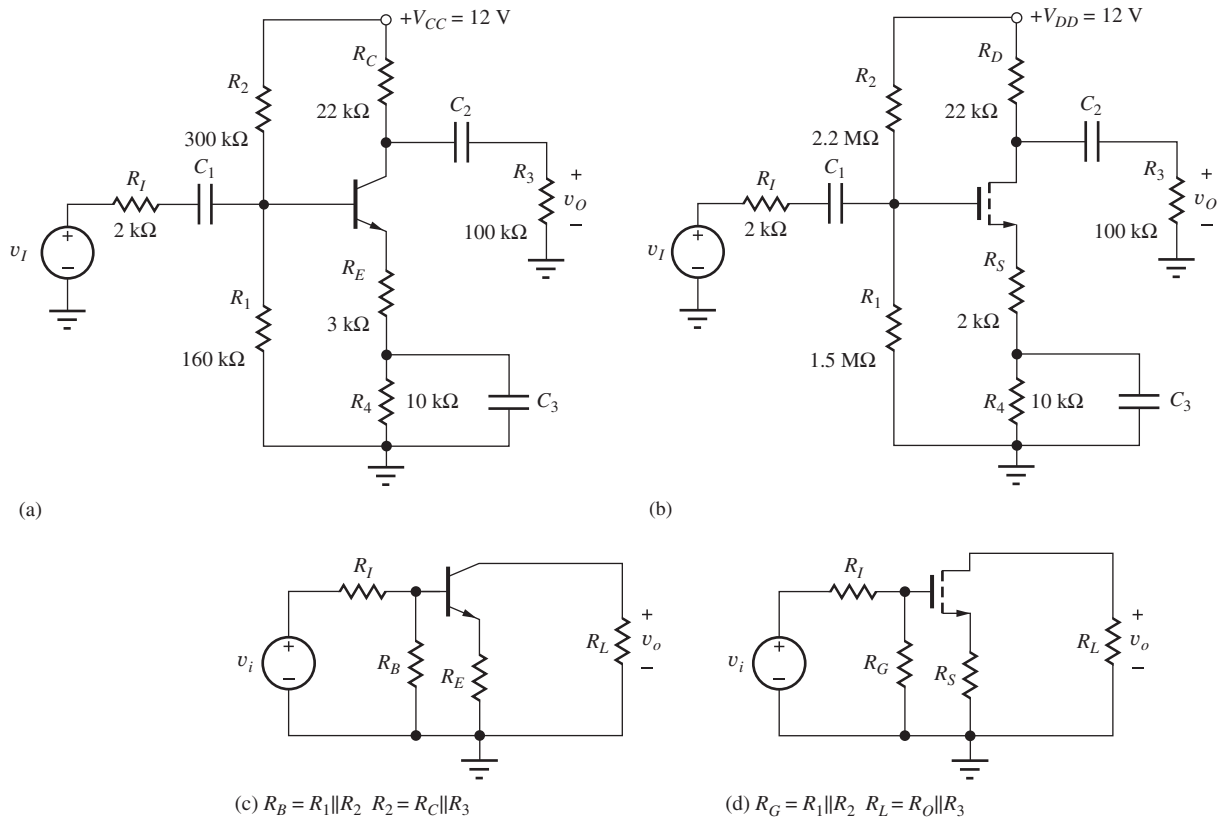 +V_CC = 12 V
R_C
22 kΩ
R_2
300 kΩ
C_2
C_1
R_I
2 kΩ
v_I
+
−
R_3
100 kΩ
+
v_O
−
R_E
3 kΩ
R_1
160 kΩ
R_4
10 kΩ
C_3
(a)
+V_DD = 12 V
R_D
22 kΩ
R_2
2.2 MΩ
C_2
C_1
R_I
2 kΩ
v_I
+
−
R_3
100 kΩ
+
v_O
−
R_S
2 kΩ
R_1
1.5 MΩ
R_4
10 kΩ
C_3
(b)
R_I
v_i
+
−
R_B
R_E
R_L
+
v_o
−
(c) R_B = R_1||R_2 R_2 = R_C||R_3
R_I
v_i
+
−
R_G
R_S
R_L
+
v_o
−
(d) R_G = R_1||R_2 R_L = R_O||R_3